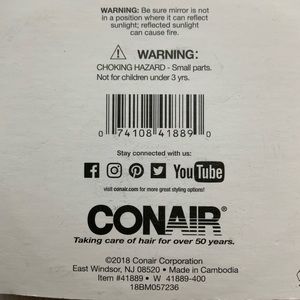 WARNING: Be sure mirror is not
in a position where it can reflect
sunlight; reflected sunlight
can cause fire.
WARNING:
CHOKING HAZARD - Small parts.
Not for children under 3 yrs.
0 74108 41889 0
Stay connected with us:
You Tube
visit conair.com for more great styling options!
CONAIR®
Taking care of hair for over 50 years.
©2018 Conair Corporation
East Windsor, NJ 08520 • Made in Cambodia
Item #41889 • W 41889-400
18BM057236